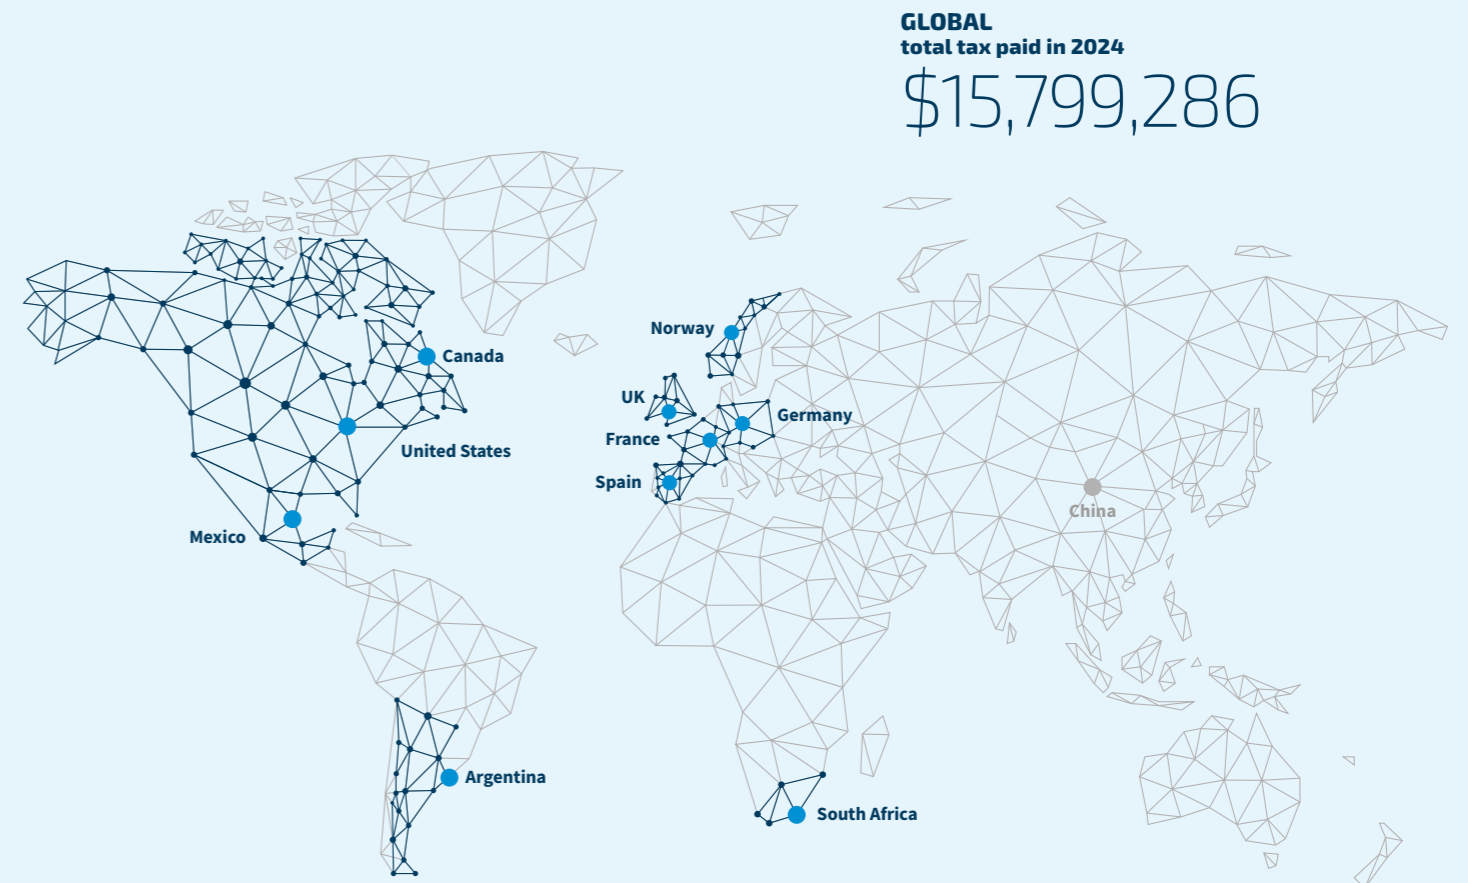 GLOBAL
total tax paid in 2024
$15,799,286
Norway
Canada
UK
Germany
France
United States
Spain
China
Mexico
Argentina
South Africa